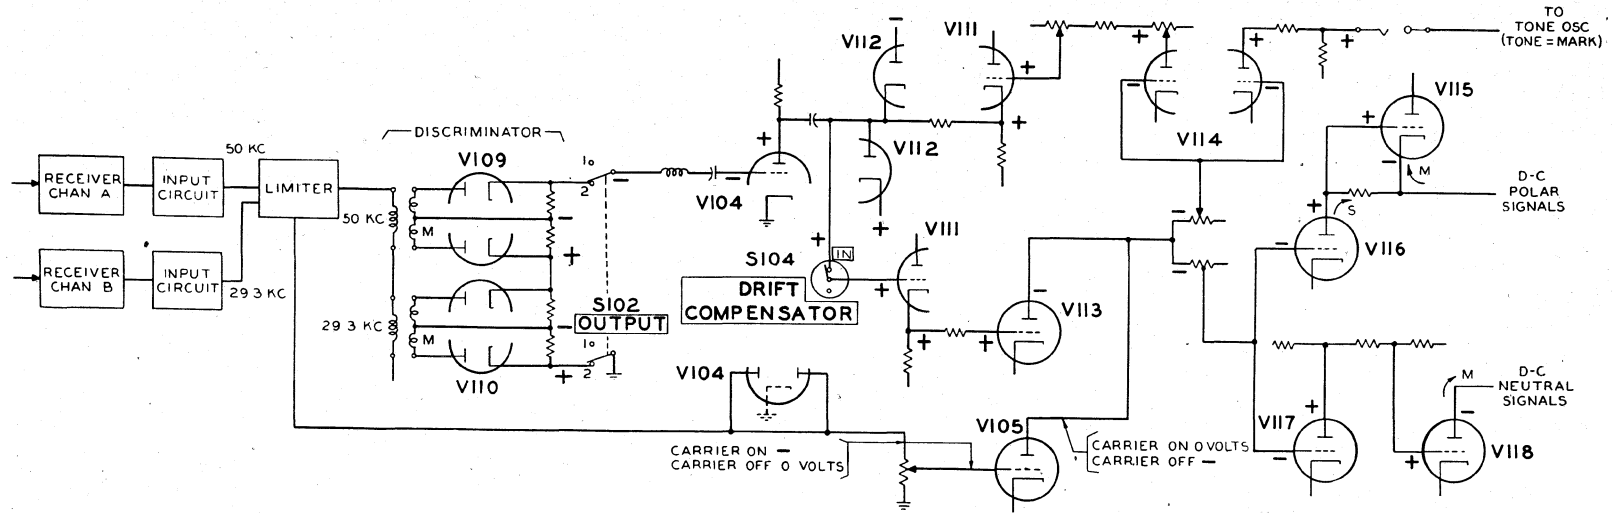 TO
TONE OSC
(TONE = MARK)
V112
V111
V115
V114
DISCRIMINATOR
50 KC
V109
V112
RECEIVER
CHAN A
INPUT
CIRCUIT
LIMITER
1
2
V104
M
D-C
POLAR
SIGNALS
50 KC
M
S
V111
V116
S104
IN
RECEIVER
CHAN B
INPUT
CIRCUIT
29.3 KC
DRIFT
COMPENSATOR
S102
OUTPUT
V113
29.3 KC
M
1
2
V110
V104
M
D-C
NEUTRAL
SIGNALS
V105
V117
V118
CARRIER ON –
CARRIER OFF 0 VOLTS
CARRIER ON 0 VOLTS
CARRIER OFF –